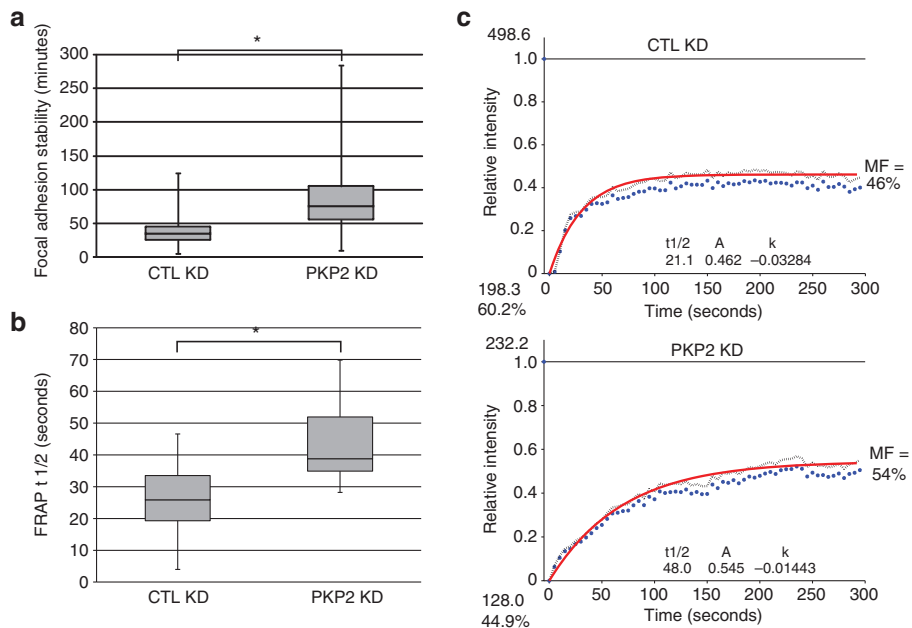 a
*
Focal adhesion stability (minutes)
300
250
200
150
100
50
0
CTL KD
PKP2 KD
b
*
FRAP t 1/2 (seconds)
80
70
60
50
40
30
20
10
0
CTL KD
PKP2 KD
c
498.6
CTL KD
Relative intensity
1.0
0.8
0.6
0.4
0.2
0
MF =
46%
t1/2 A k
21.1 0.462 –0.03284
198.3
60.2%
0 50 100 150 200 250 300
Time (seconds)
232.2
PKP2 KD
Relative intensity
1.0
0.8
0.6
0.4
0.2
0
MF =
54%
t1/2 A k
48.0 0.545 –0.01443
128.0
44.9%
0 50 100 150 200 250 300
Time (seconds)